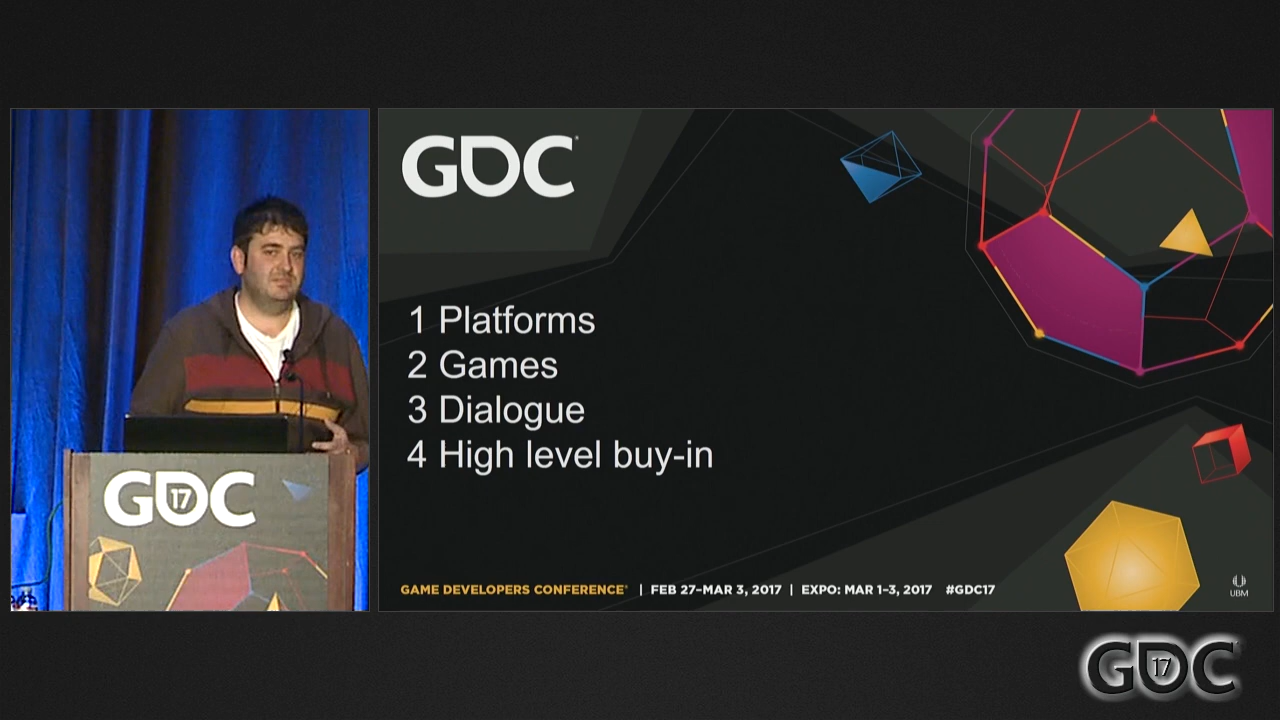 GDC
1 Platforms
2 Games
3 Dialogue
4 High level buy-in
GAME DEVELOPERS CONFERENCE® | FEB 27–MAR 3, 2017 | EXPO: MAR 1–3, 2017 #GDC17
UBM
GDC
17
GDC
17